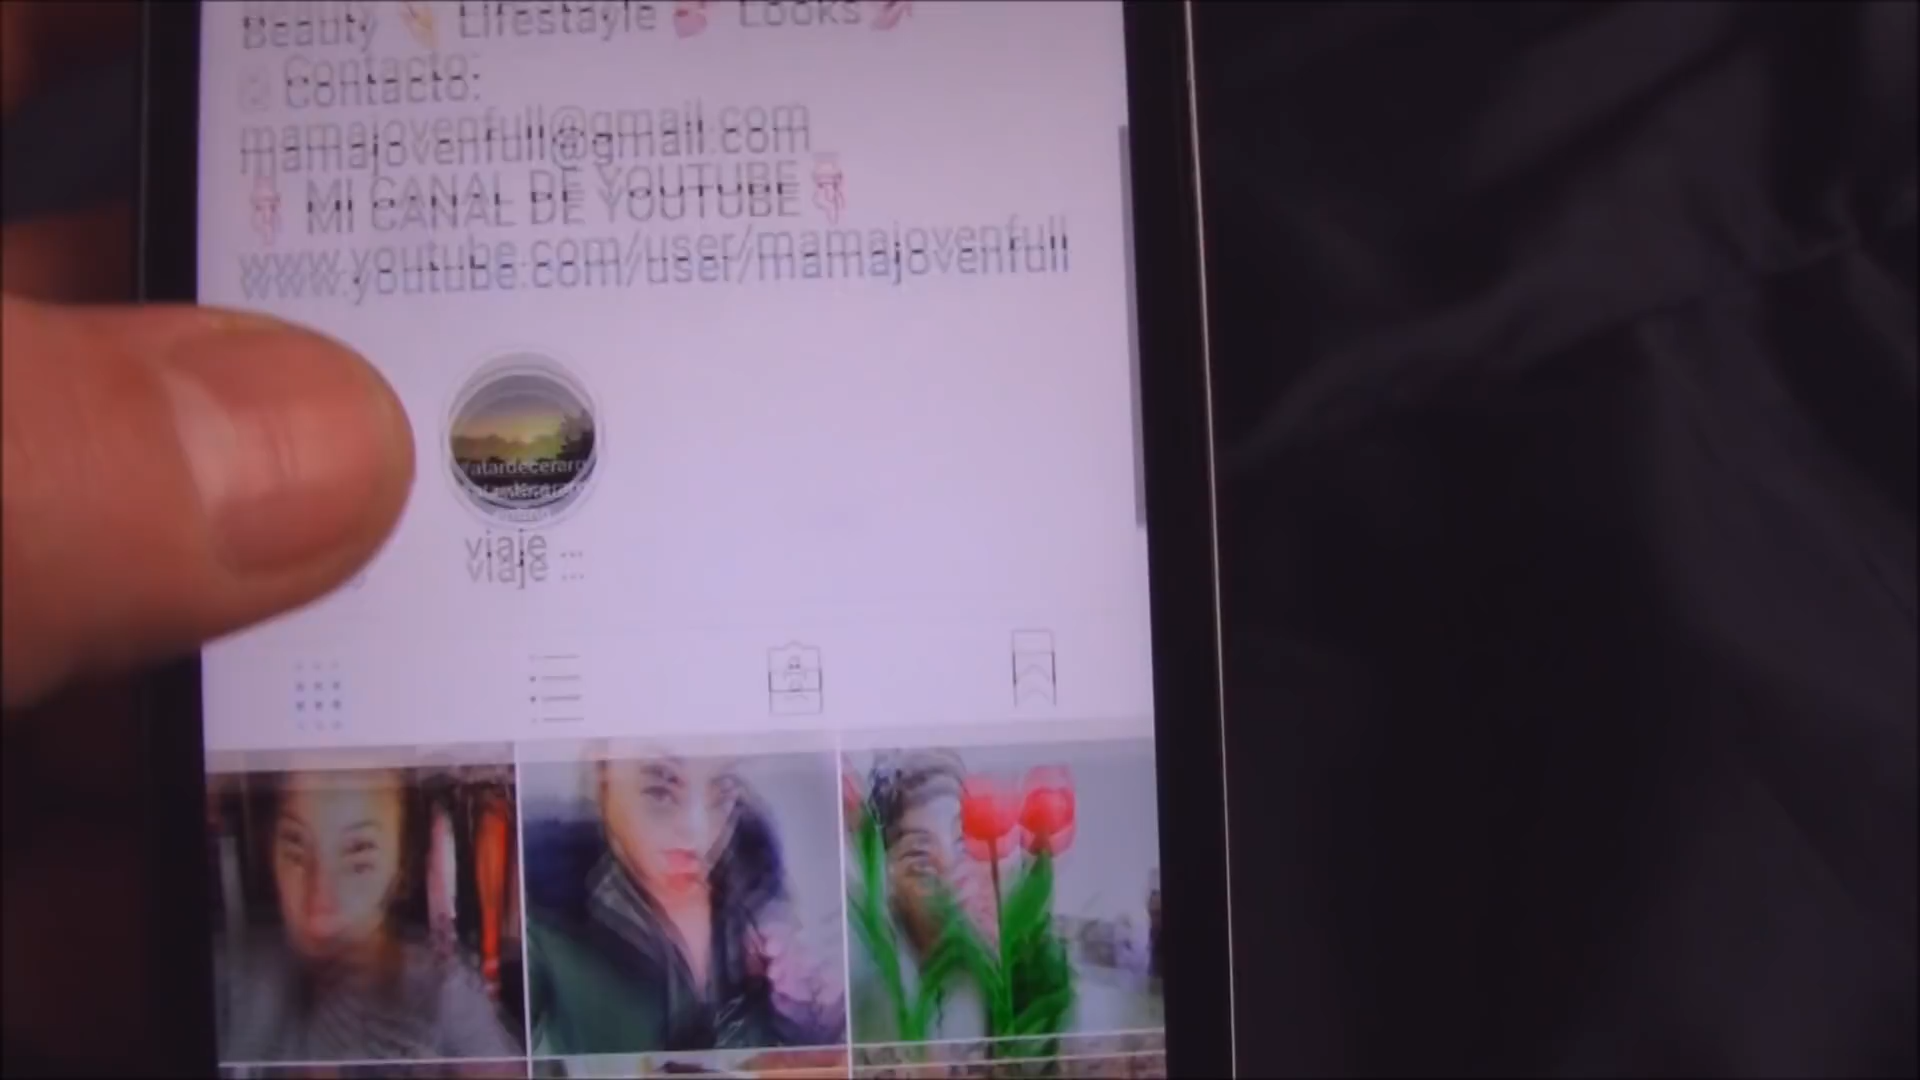 Beauty Lifestayle Looks
Contacto:
mamajovenfull@gmail.com
MI CANAL DE YOUTUBE
www.youtube.com/user/mamajovenfull
viaje ...